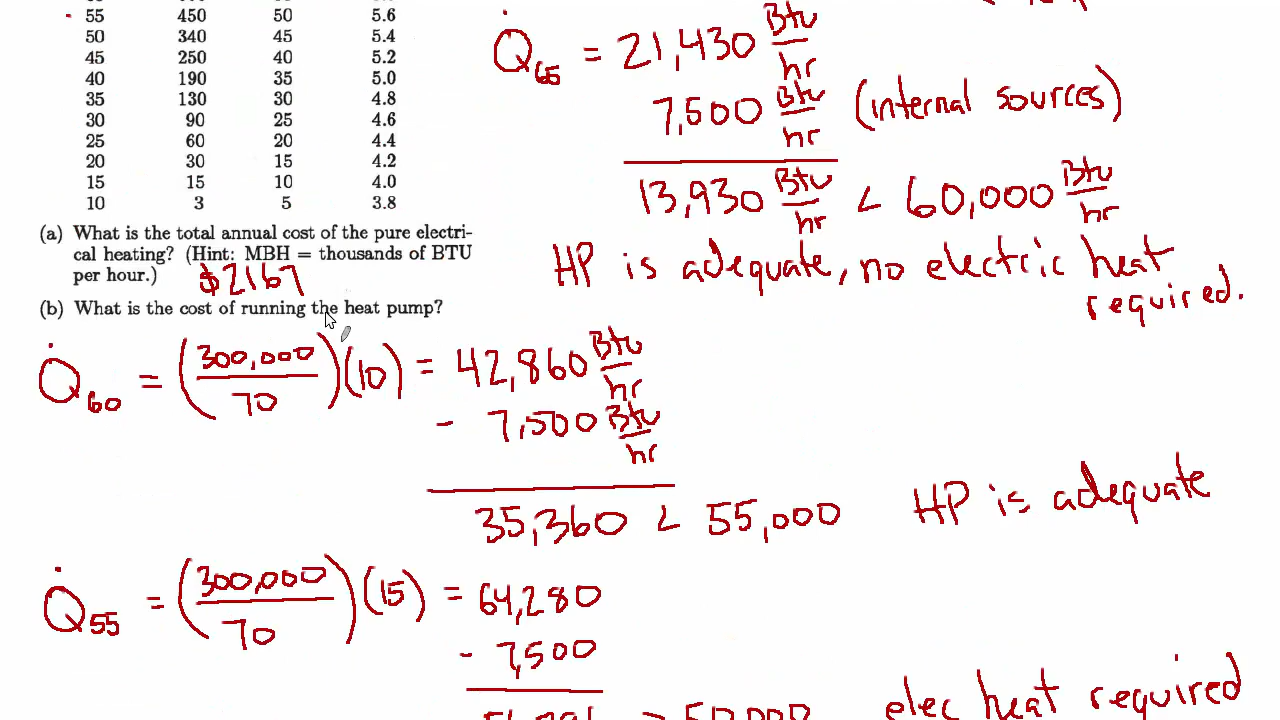 55 450 50 5.6
50 340 45 5.4
45 250 40 5.2
40 190 35 5.0
35 130 30 4.8
30 90 25 4.6
25 60 20 4.4
20 30 15 4.2
15 15 10 4.0
10 3 5 3.8
(a) What is the total annual cost of the pure electri-
cal heating? (Hint: MBH = thousands of BTU
per hour.) $2167
(b) What is the cost of running the heat pump?
Q̇65 = 21,430 Btu/hr
7,500 Btu/hr (internal sources)
13,930 Btu/hr < 60,000 Btu/hr
HP is adequate, no electric heat
required.
Q̇60 = (300,000/70)(10) = 42,860 Btu/hr
- 7,500 Btu/hr
35,360 < 55,000 HP is adequate
Q̇55 = (300,000/70)(15) = 64,280
- 7,500
> 50,000 elec heat required